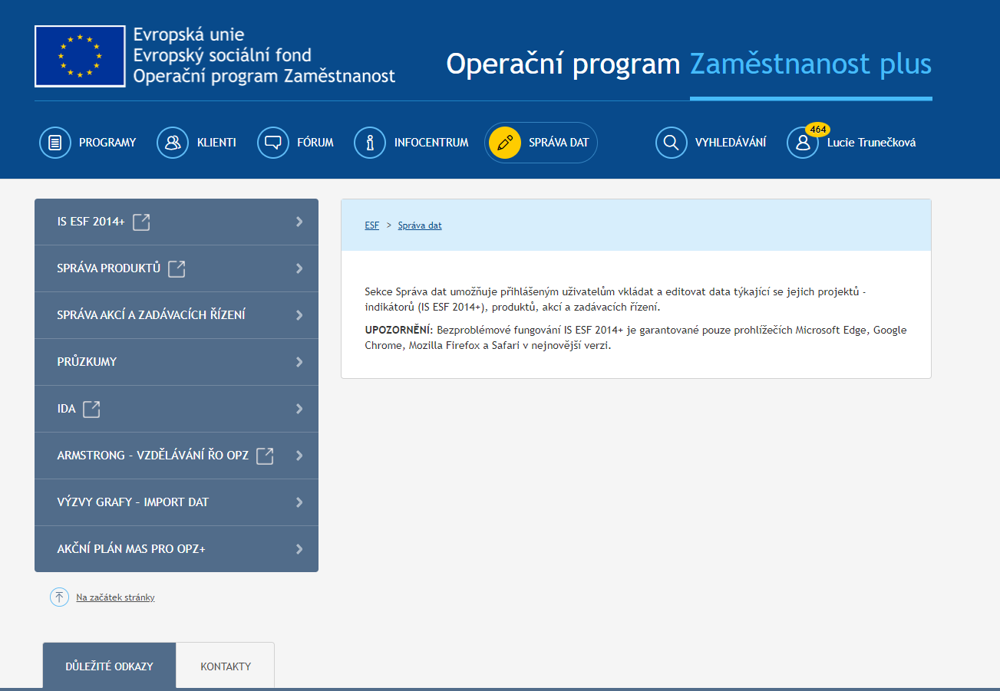 Evropská unie
Evropský sociální fond
Operační program Zaměstnanost
Operační program Zaměstnanost plus
PROGRAMY
KLIENTI
FÓRUM
INFOCENTRUM
SPRÁVA DAT
VYHLEDÁVÁNÍ
464
Lucie Trunečková
IS ESF 2014+
SPRÁVA PRODUKTŮ
SPRÁVA AKCÍ A ZADÁVACÍCH ŘÍZENÍ
PRŮZKUMY
IDA
ARMSTRONG - VZDĚLÁVÁNÍ ŘO OPZ
VÝZVY GRAFY - IMPORT DAT
AKČNÍ PLÁN MAS PRO OPZ+
Na začátek stránky
ESF > Správa dat
Sekce Správa dat umožňuje přihlášeným uživatelům vkládat a editovat data týkající se jejich projektů -
indikátorů (IS ESF 2014+), produktů, akcí a zadávacích řízení.
UPOZORNĚNÍ: Bezproblémové fungování IS ESF 2014+ je garantované pouze prohlížečích Microsoft Edge, Google
Chrome, Mozilla Firefox a Safari v nejnovější verzi.
DŮLEŽITÉ ODKAZY
KONTAKTY